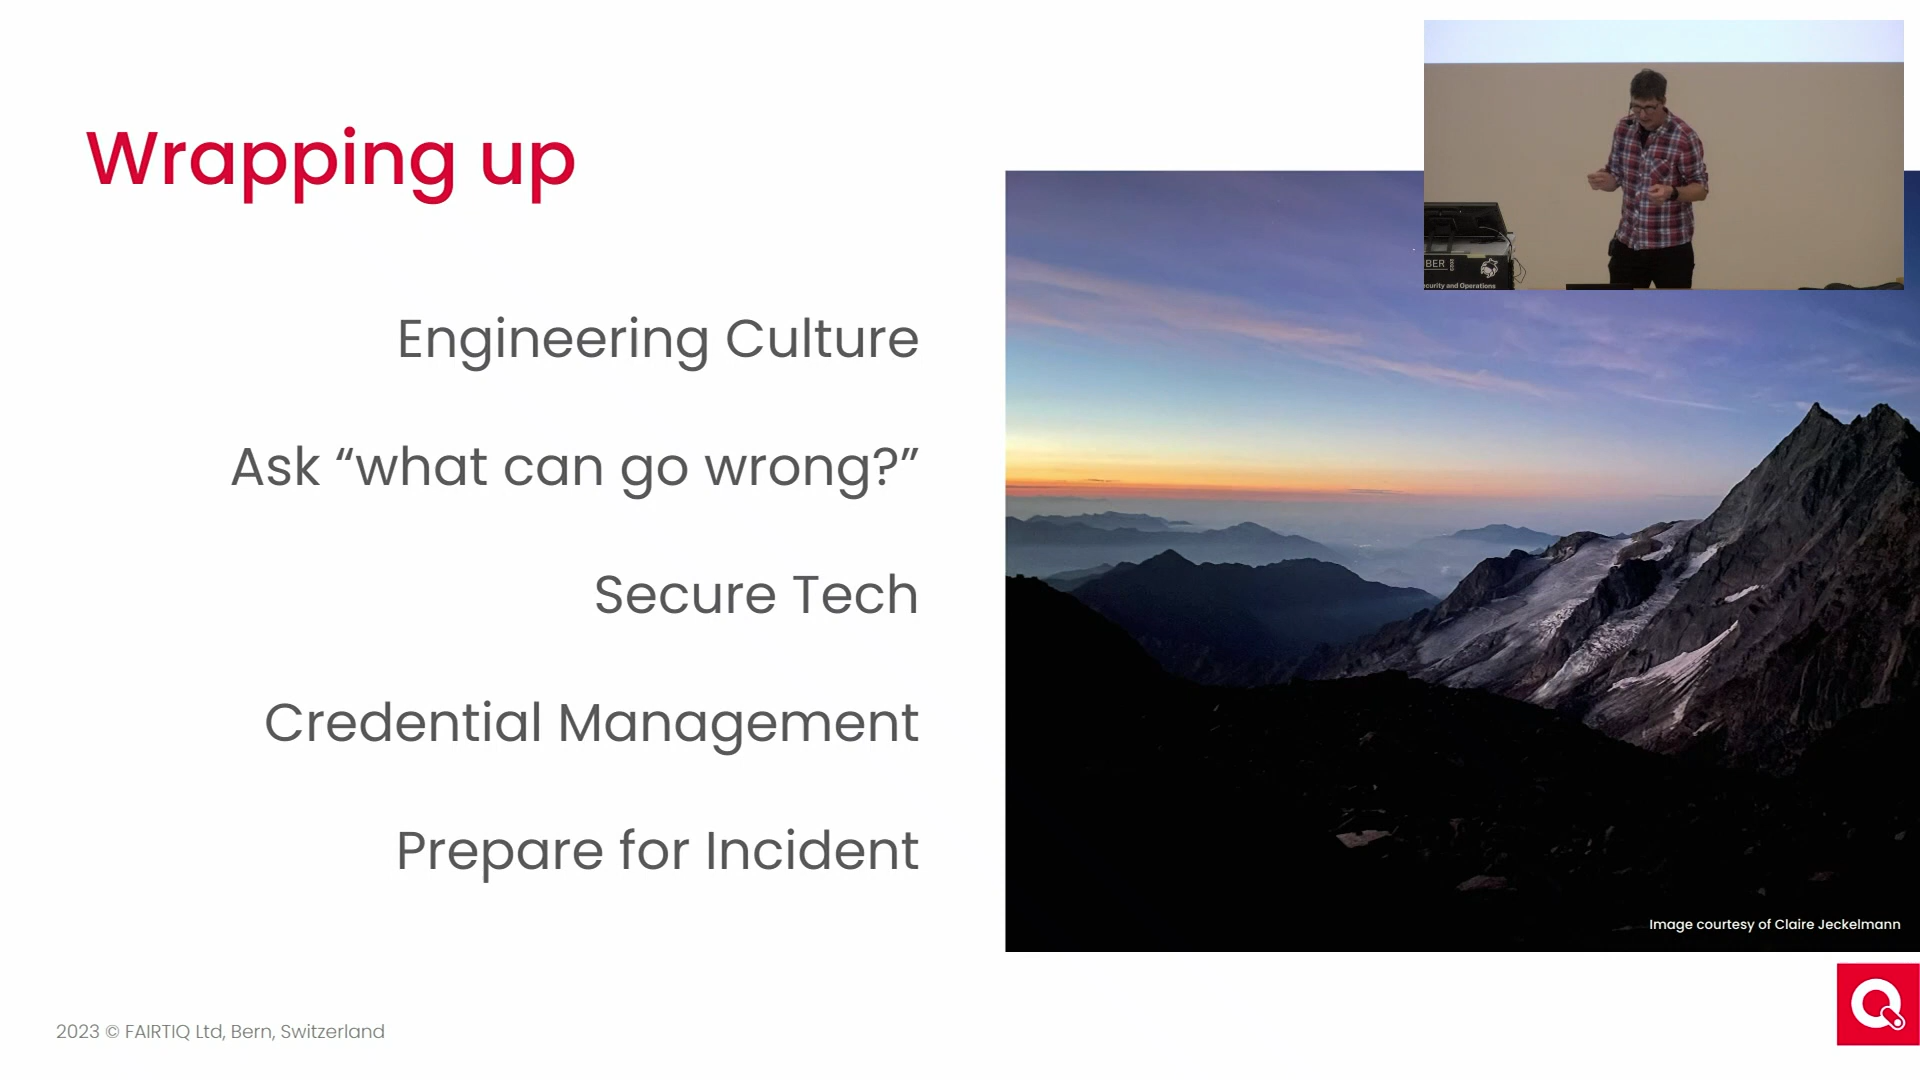 Wrapping up
Engineering Culture
Ask “what can go wrong?”
Secure Tech
Credential Management
Prepare for Incident
Image courtesy of Claire Jeckelmann
2023 © FAIRTIQ Ltd, Bern, Switzerland